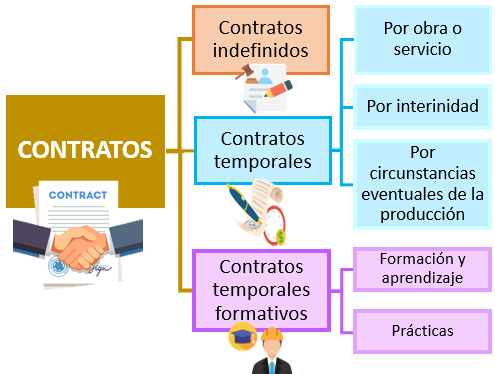 CONTRATOS
CONTRACT
Contratos
indefinidos
Contratos
temporales
Por obra o
servicio
Por interinidad
Por
circunstancias
eventuales de la
producción
Contratos
temporales
formativos
Formación y
aprendizaje
Prácticas